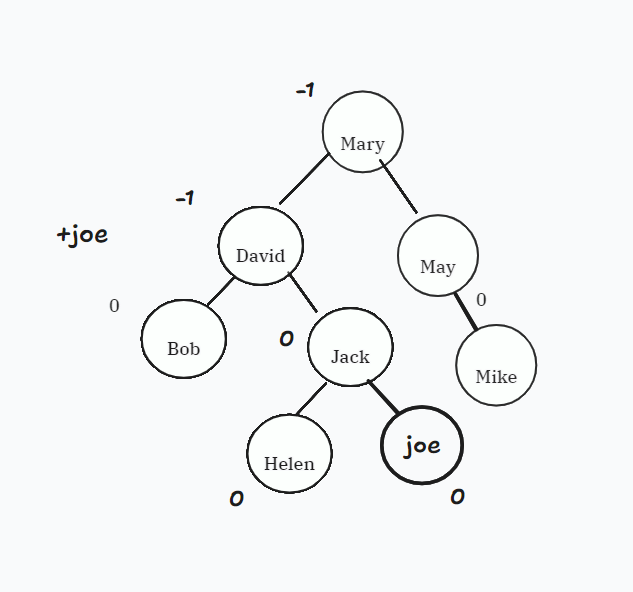 -1
Mary
-1
+joe
David
May
0
0
Bob
0
Jack
Mike
Helen
joe
0
0